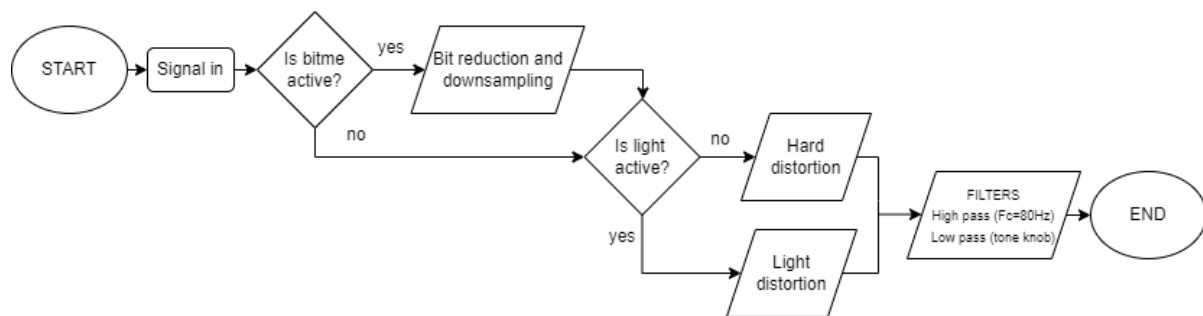 START
Signal in
Is bitme
active?
yes
Bit reduction and
downsampling
no
Is light
active?
no
Hard
distortion
yes
Light
distortion
FILTERS
High pass (Fc=80Hz)
Low pass (tone knob)
END